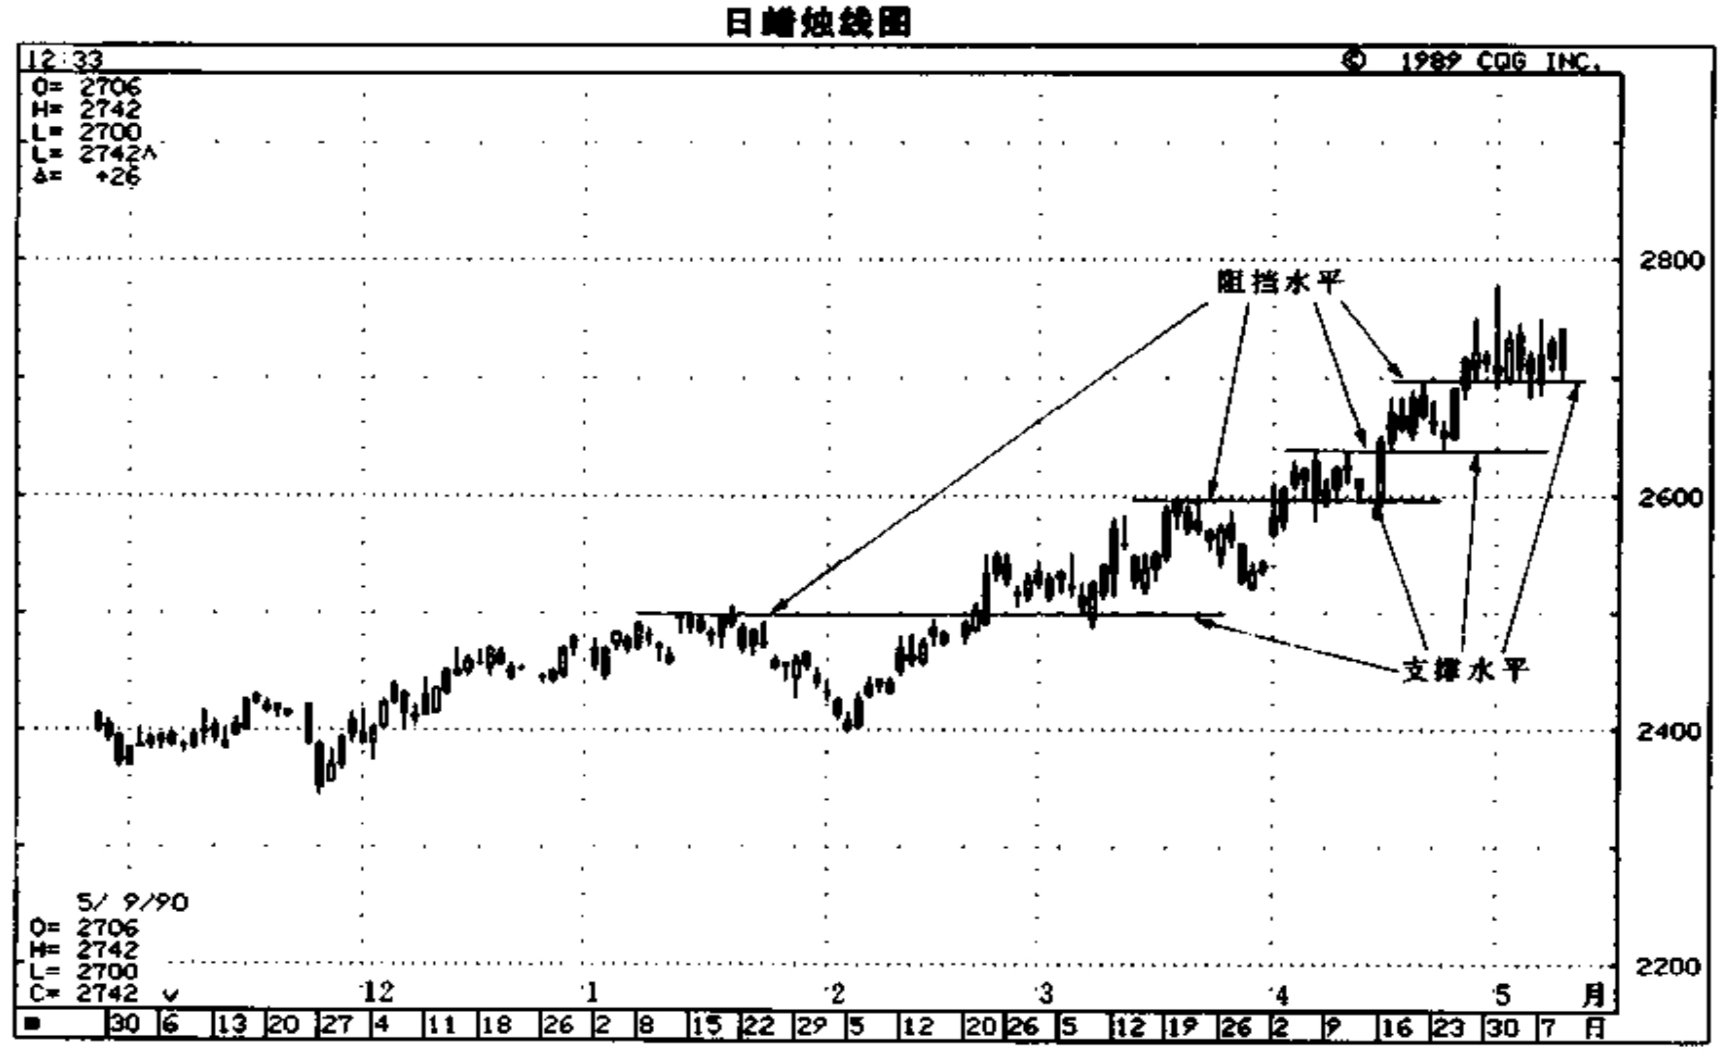 日蜡烛线图
12:33 © 1989 CQG INC.
O= 2706
H= 2742
L= 2700
L= 2742^
Δ= +26
2800
阻挡水平
2600
支撑水平
2400
5/ 9/90
O= 2706
H= 2742
L= 2700
C= 2742 v
2200
12 1 2 3 4 5 月
■ 30 6 13 20 27 4 11 18 26 2 8 15 22 29 5 12 20 26 5 12 19 26 2 9 16 23 30 7 日